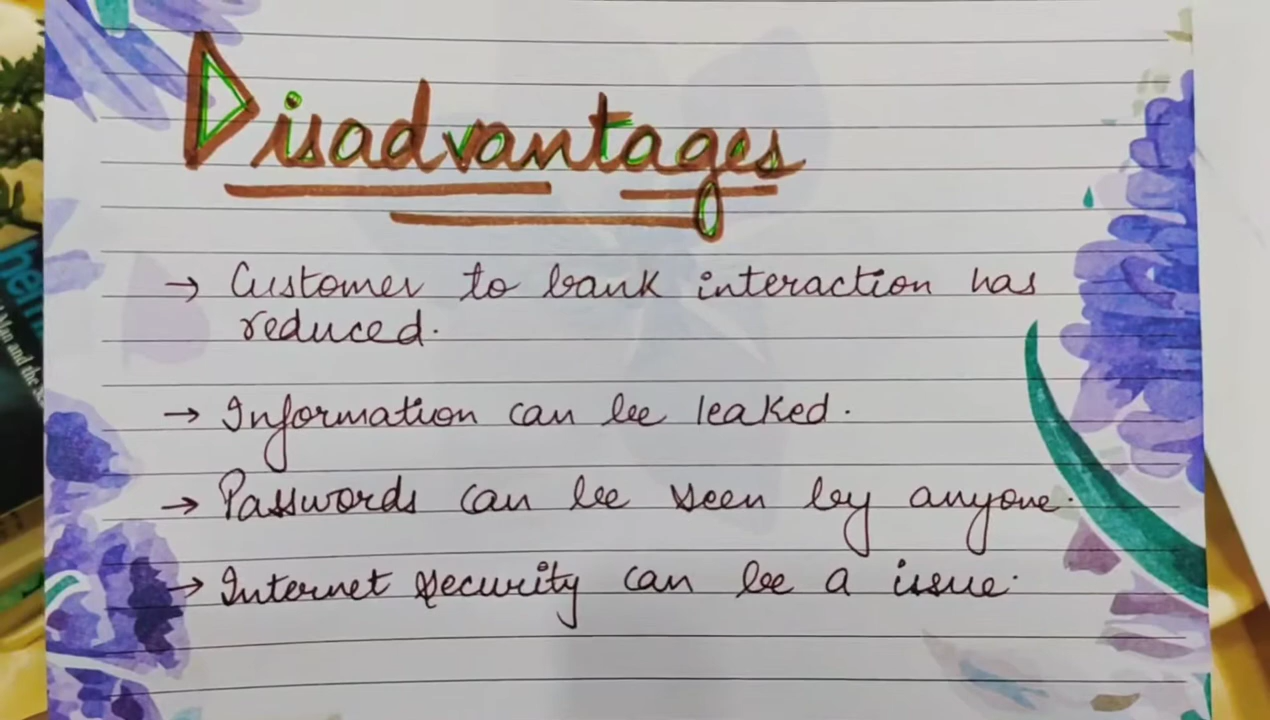 Disadvantages
→ Customer to bank interaction has
reduced.
→ Information can be leaked.
→ Passwords can be seen by anyone.
→ Internet security can be a issue.